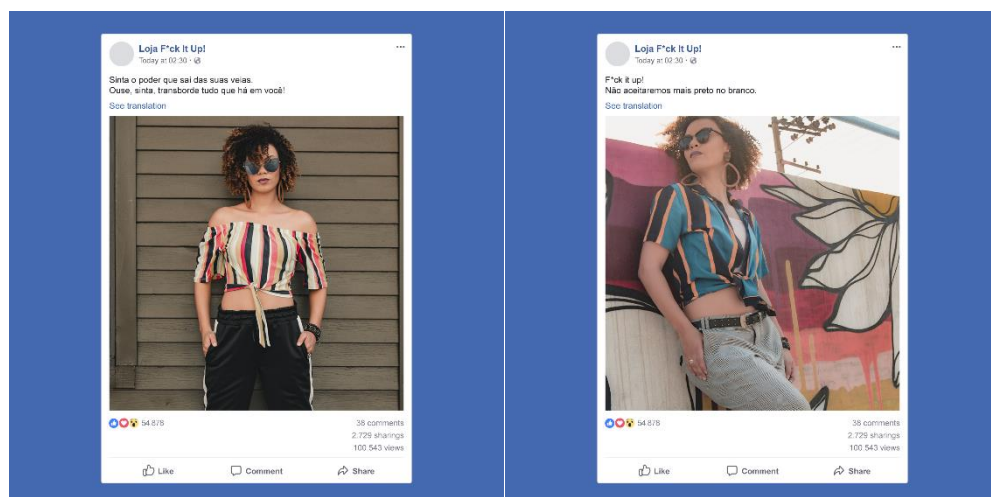 Loja F*ck It Up!
Today at 02:30 ·
Sinta o poder que sai das suas veias.
Ouse, sinta, transborde tudo que há em você!
See translation
54 878
38 comments
2.729 sharings
100.543 views
Like
Comment
Share
Loja F*ck It Up!
Today at 02:30 ·
F*ck it up!
Não aceitaremos mais preto no branco.
See translation
54 878
38 comments
2.729 sharings
100 543 views
Like
Comment
Share